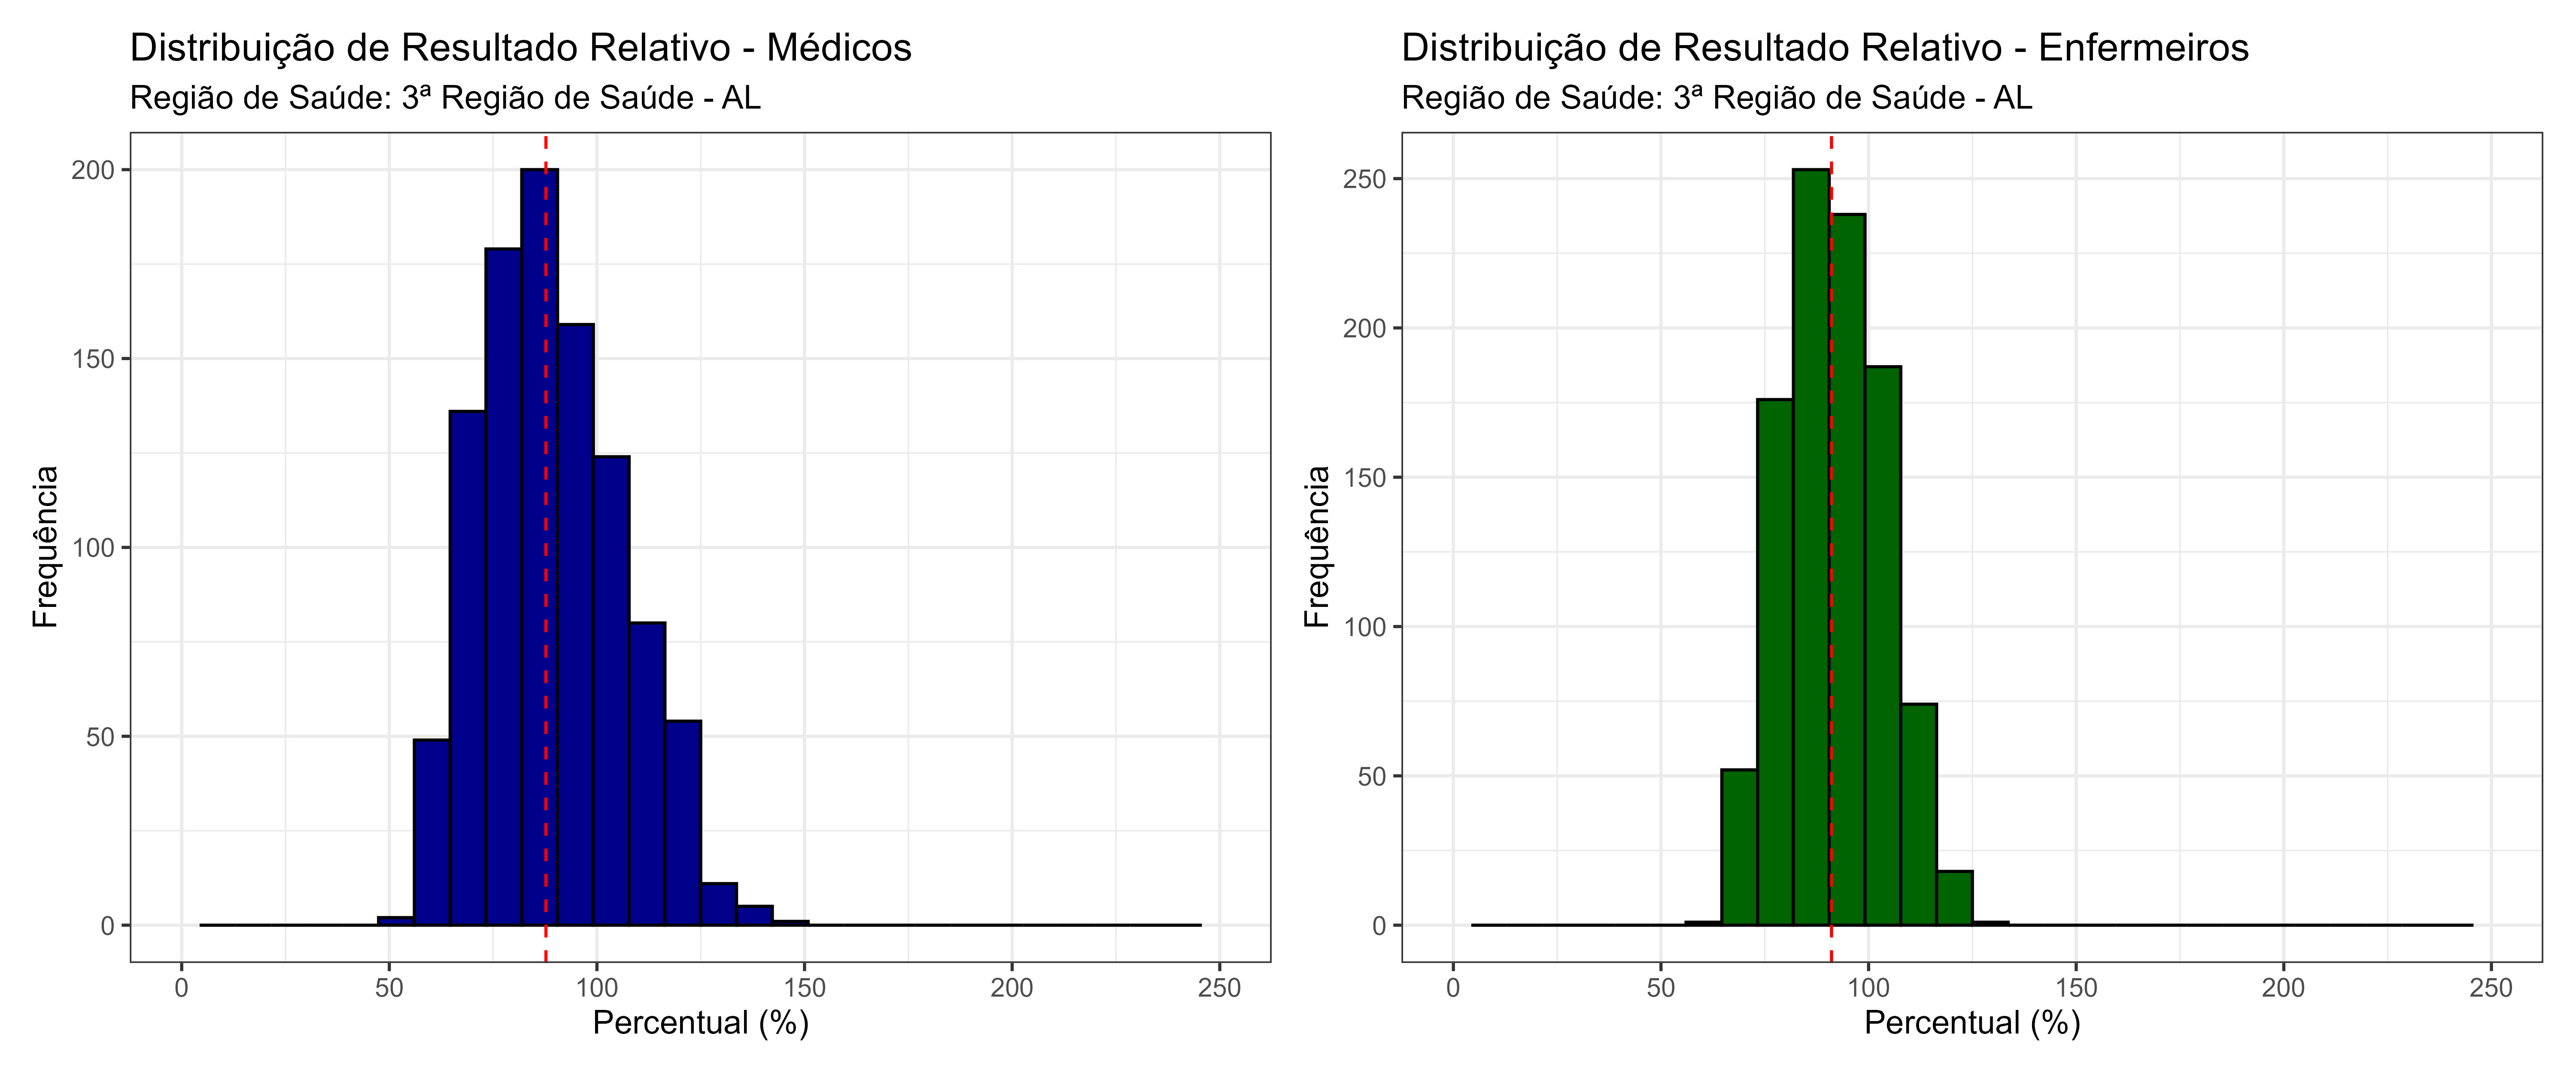 Distribuição de Resultado Relativo - Médicos
Região de Saúde: 3ª Região de Saúde - AL
Frequência
200
150
100
50
0
0 50 100 150 200 250
Percentual (%)
Distribuição de Resultado Relativo - Enfermeiros
Região de Saúde: 3ª Região de Saúde - AL
Frequência
250
200
150
100
50
0
0 50 100 150 200 250
Percentual (%)